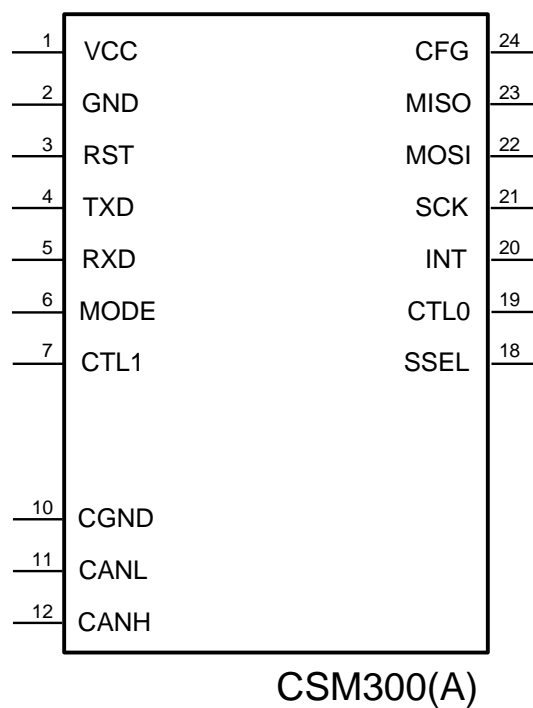 1 VCC CFG 24
2 GND MISO 23
3 RST MOSI 22
4 TXD SCK 21
5 RXD INT 20
6 MODE CTL0 19
7 CTL1 SSEL 18
10 CGND
11 CANL
12 CANH
CSM300(A)